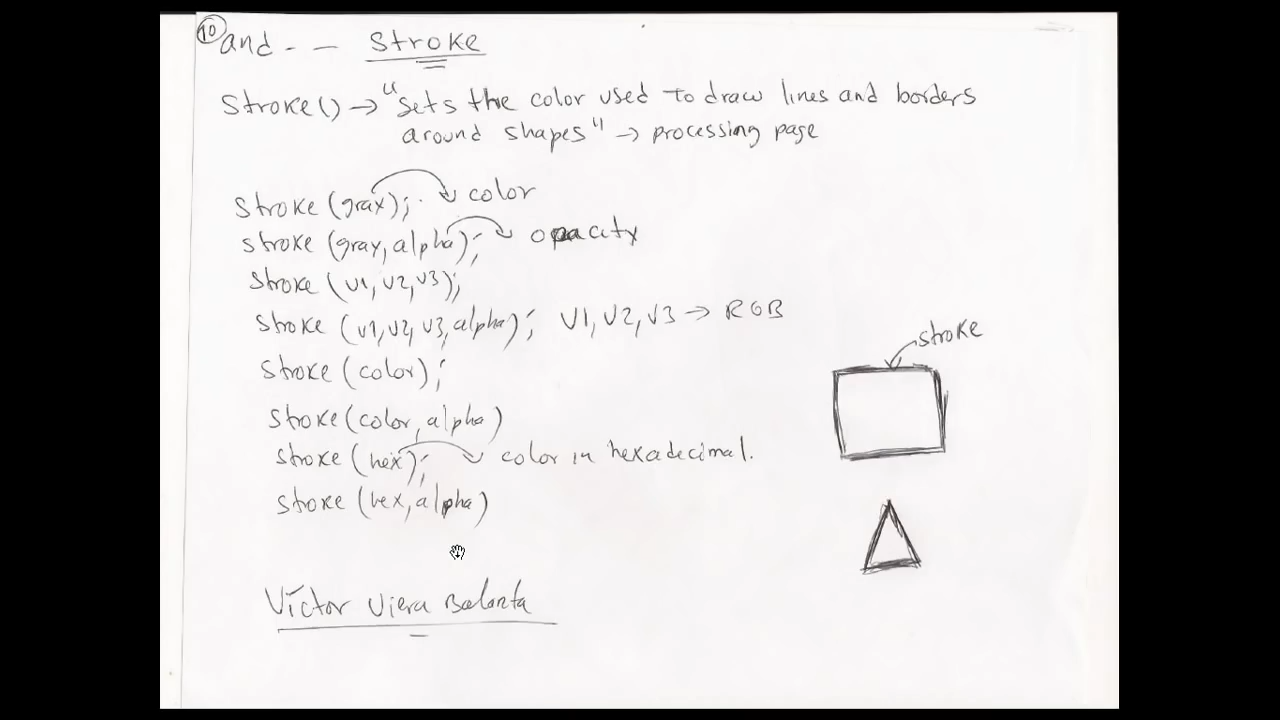 10 and - - Stroke
Stroke() → "sets the color used to draw lines and borders
around shapes" → processing page
stroke (gray); color
stroke (gray, alpha); opacity
stroke (v1, v2, v3);
stroke (v1, v2, v3, alpha); V1, V2, V3 → RGB
stroke
stroke (color);
stroke (color, alpha)
stroke (hex); color in hexadecimal.
stroke (hex, alpha)
Víctor Viera Balanta